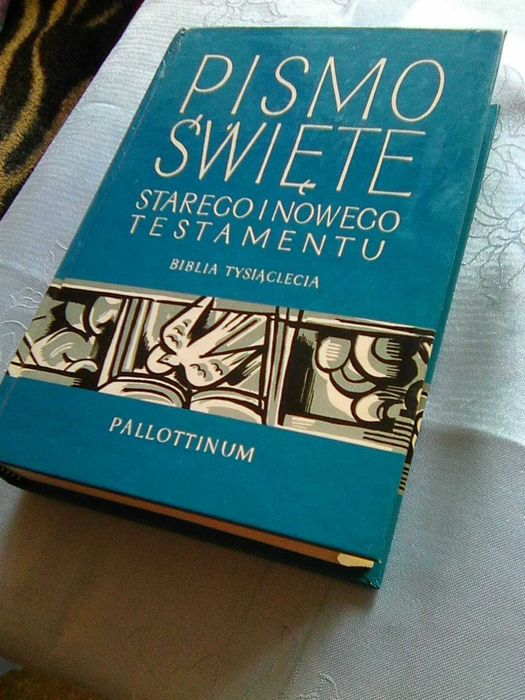 PISMO
ŚWIĘTE
STAREGO I NOWEGO
TESTAMENTU
BIBLIA TYSIĄCLECIA
PALLOTTINUM